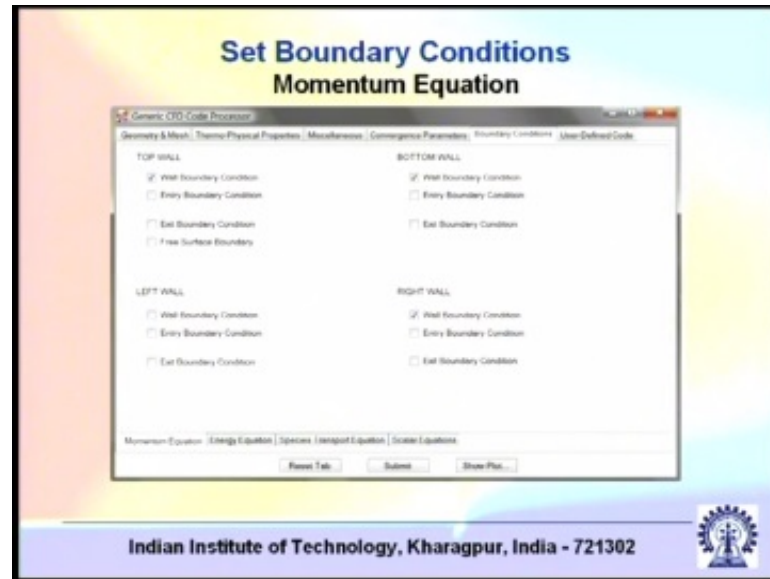 Set Boundary Conditions
Momentum Equation
Generic CFD Code Processor
Geometry & Mesh Thermo-Physical Properties Miscellaneous Convergence Parameters Boundary Conditions User-Defined Code
TOP WALL
Wall Boundary Condition
Entry Boundary Condition
Exit Boundary Condition
Free Surface Boundary
BOTTOM WALL
Wall Boundary Condition
Entry Boundary Condition
Exit Boundary Condition
LEFT WALL
Wall Boundary Condition
Entry Boundary Condition
Exit Boundary Condition
RIGHT WALL
Wall Boundary Condition
Entry Boundary Condition
Exit Boundary Condition
Momentum Equation Energy Equation Species Transport Equation Scalar Equations
Reset Tab Submit Show Plot...
Indian Institute of Technology, Kharagpur, India - 721302